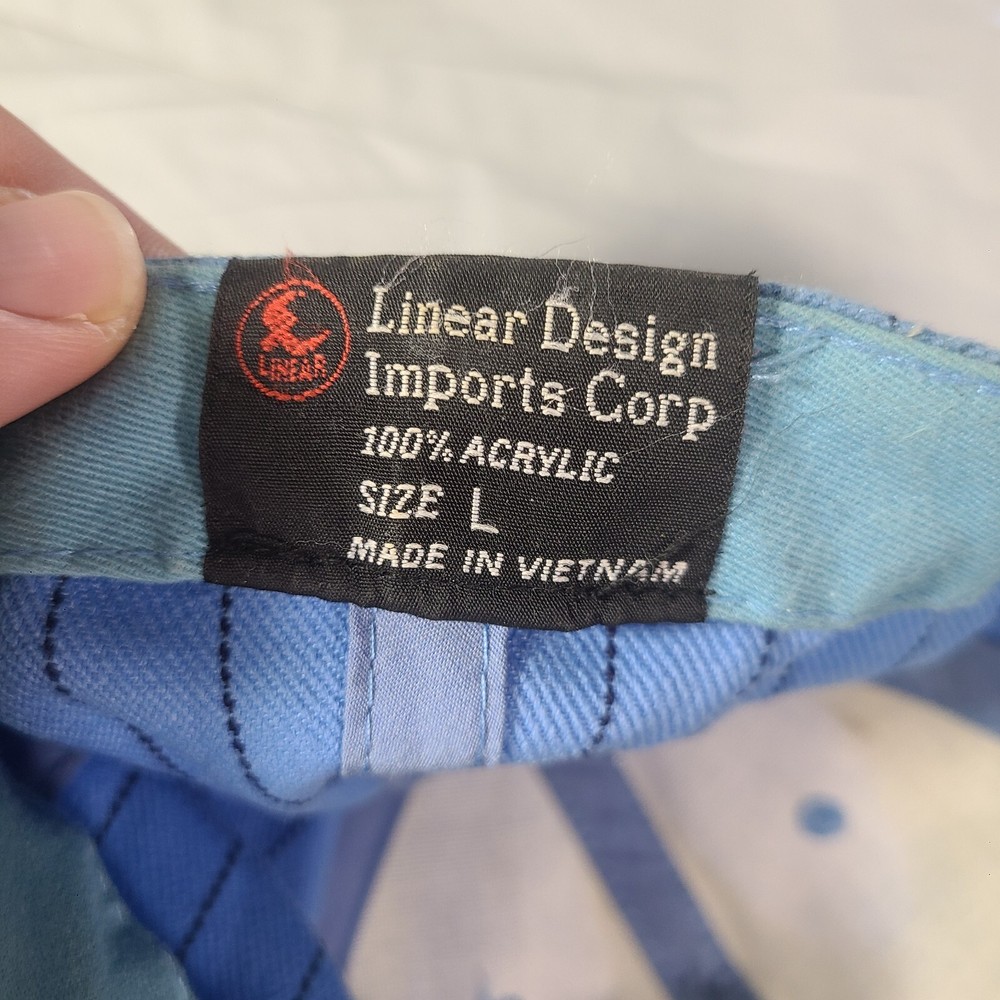 LINEAR
Linear Design
Imports Corp
100% ACRYLIC
SIZE L
MADE IN VIETNAM